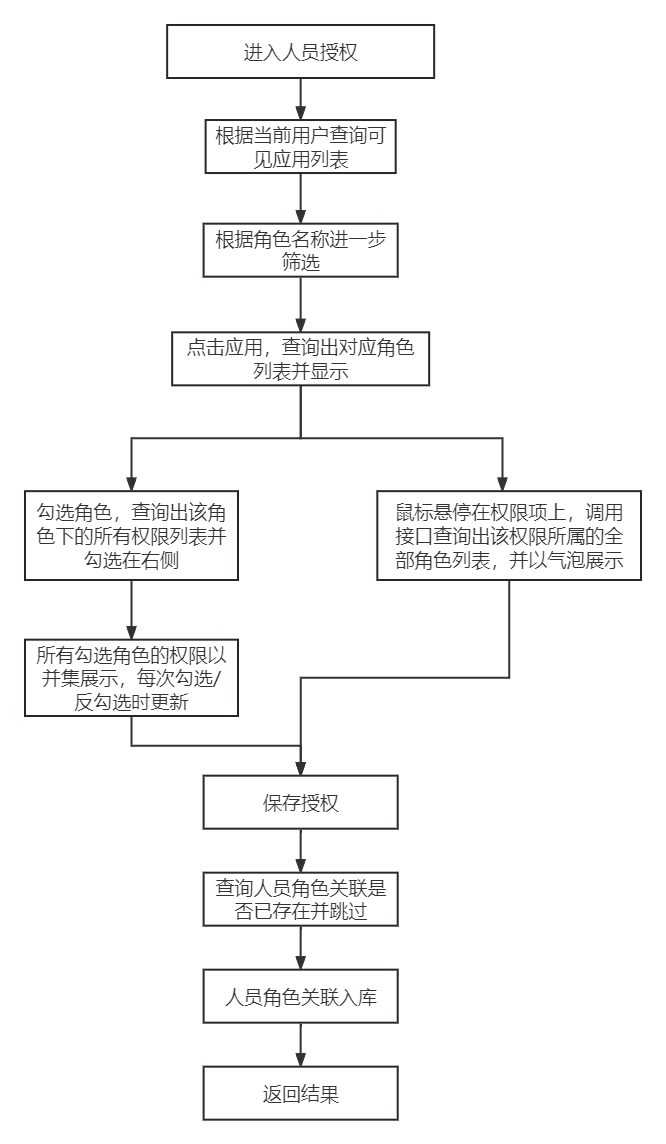 进入人员授权
根据当前用户查询可
见应用列表
根据角色名称进一步
筛选
点击应用，查询出对应角色
列表并显示
勾选角色，查询出该角
色下的所有权限列表并
勾选在右侧
鼠标悬停在权限项上，调用
接口查询出该权限所属的全
部角色列表，并以气泡展示
所有勾选角色的权限以
并集展示，每次勾选/
反勾选时更新
保存授权
查询人员角色关联是
否已存在并跳过
人员角色关联入库
返回结果